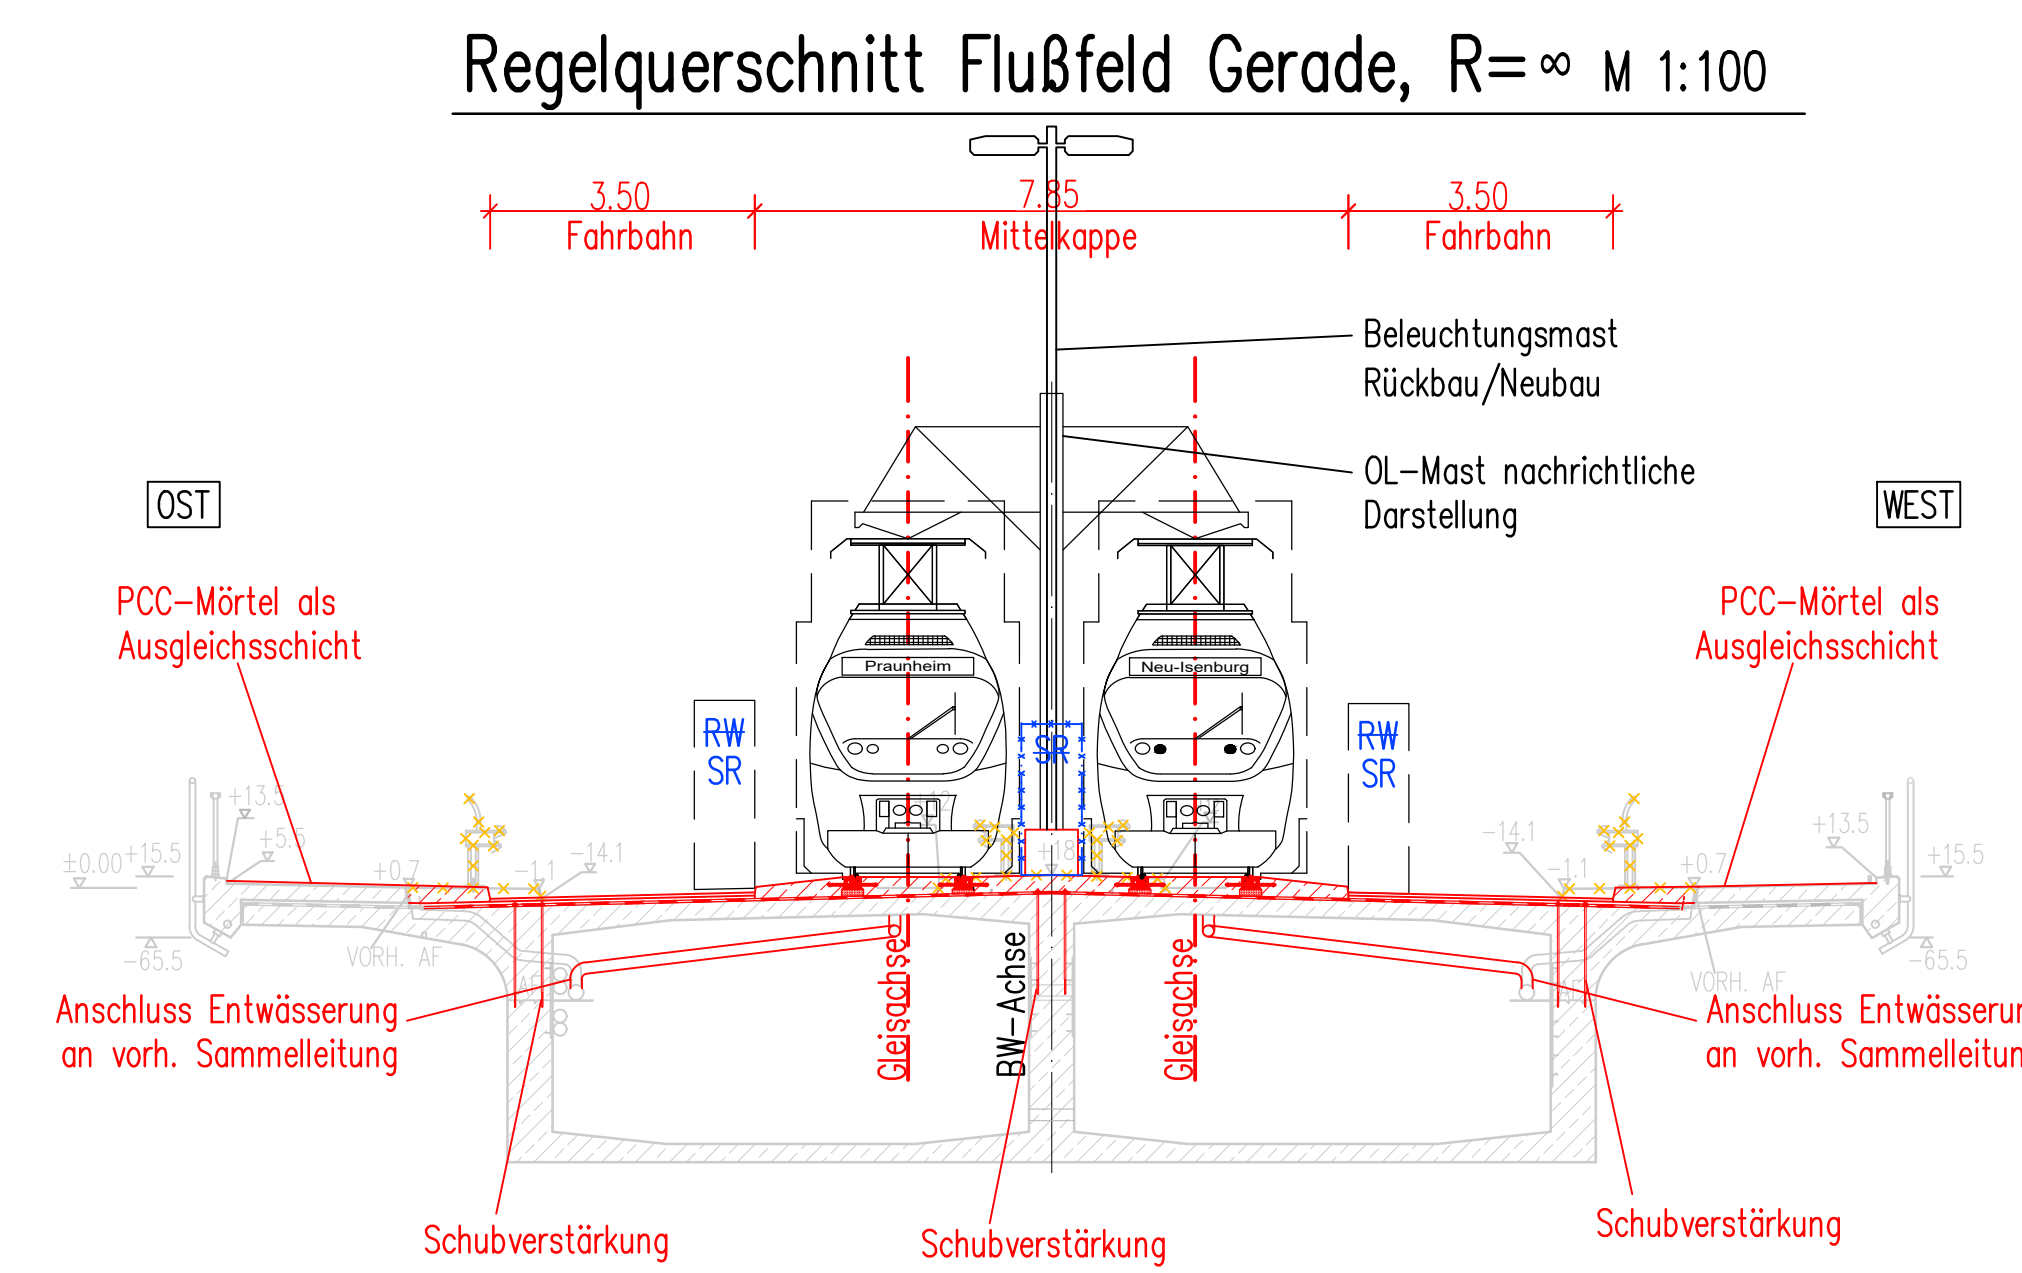 Regelquerschnitt Flußfeld Gerade, R=∞ M 1:100
3.50
7.85
3.50
Fahrbahn
Mittelkappe
Fahrbahn
Beleuchtungsmast
Rückbau/Neubau
OL-Mast nachrichtliche
Darstellung
OST
WEST
PCC-Mörtel als
Ausgleichsschicht
PCC-Mörtel als
Ausgleichsschicht
Praunheim
Neu-Isenburg
RW
SR
SR
RW
SR
+13.5
+5.5
±0.00
+15.5
+0.7
-1.1
-14.1
-65.5
+12
+18
-14.1
-1.1
+0.7
+13.5
+15.5
-65.5
VORH. AF
VORH. AF
AF
AF
Gleisachse
BW-Achse
Gleisachse
Anschluss Entwässerung
an vorh. Sammelleitung
Anschluss Entwässeru
an vorh. Sammelleitun
Schubverstärkung
Schubverstärkung
Schubverstärkung